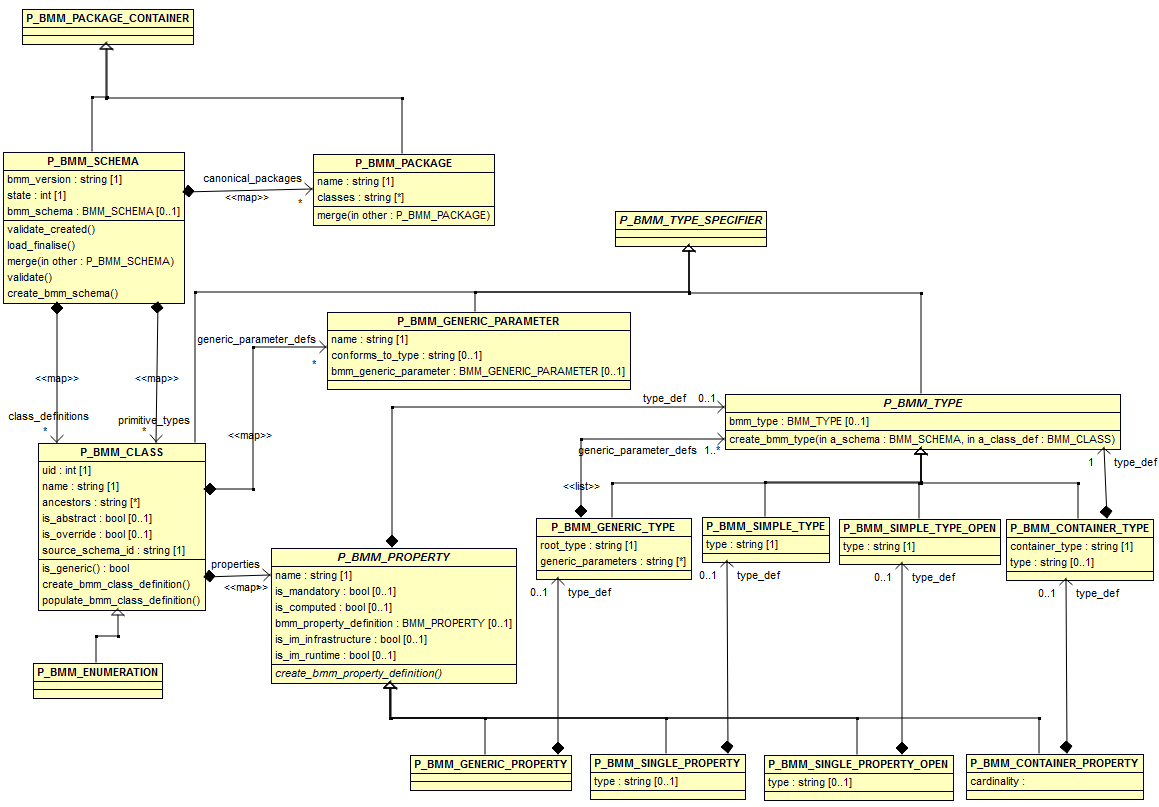 P_BMM_PACKAGE_CONTAINER
P_BMM_SCHEMA
bmm_version : string [1]
state : int [1]
bmm_schema : BMM_SCHEMA [0..1]
validate_created()
load_finalise()
merge(in other : P_BMM_SCHEMA)
validate()
create_bmm_schema()
canonical_packages
<<map>>
*
P_BMM_PACKAGE
name : string [1]
classes : string [*]
merge(in other : P_BMM_PACKAGE)
P_BMM_TYPE_SPECIFIER
P_BMM_GENERIC_PARAMETER
name : string [1]
conforms_to_type : string [0..1]
bmm_generic_parameter : BMM_GENERIC_PARAMETER [0..1]
generic_parameter_defs
*
<<map>>
<<map>>
<<map>>
class_definitions
*
primitive_types
*
type_def 0..1
P_BMM_TYPE
bmm_type : BMM_TYPE [0..1]
create_bmm_type(in a_schema : BMM_SCHEMA, in a_class_def : BMM_CLASS)
generic_parameter_defs 1..*
<<list>>
1 type_def
P_BMM_CLASS
uid : int [1]
name : string [1]
ancestors : string [*]
is_abstract : bool [0..1]
is_override : bool [0..1]
source_schema_id : string [1]
is_generic() : bool
create_bmm_class_definition()
populate_bmm_class_definition()
properties
<<map>>
P_BMM_PROPERTY
name : string [1]
is_mandatory : bool [0..1]
is_computed : bool [0..1]
bmm_property_definition : BMM_PROPERTY [0..1]
is_im_infrastructure : bool [0..1]
is_im_runtime : bool [0..1]
create_bmm_property_definition()
P_BMM_GENERIC_TYPE
root_type : string [1]
generic_parameters : string [*]
P_BMM_SIMPLE_TYPE
type : string [1]
P_BMM_SIMPLE_TYPE_OPEN
type : string [1]
P_BMM_CONTAINER_TYPE
container_type : string [1]
type : string [0..1]
0..1 type_def
0..1 type_def
0..1 type_def
0..1 type_def
P_BMM_ENUMERATION
P_BMM_GENERIC_PROPERTY
P_BMM_SINGLE_PROPERTY
type : string [0..1]
P_BMM_SINGLE_PROPERTY_OPEN
type : string [0..1]
P_BMM_CONTAINER_PROPERTY
cardinality :